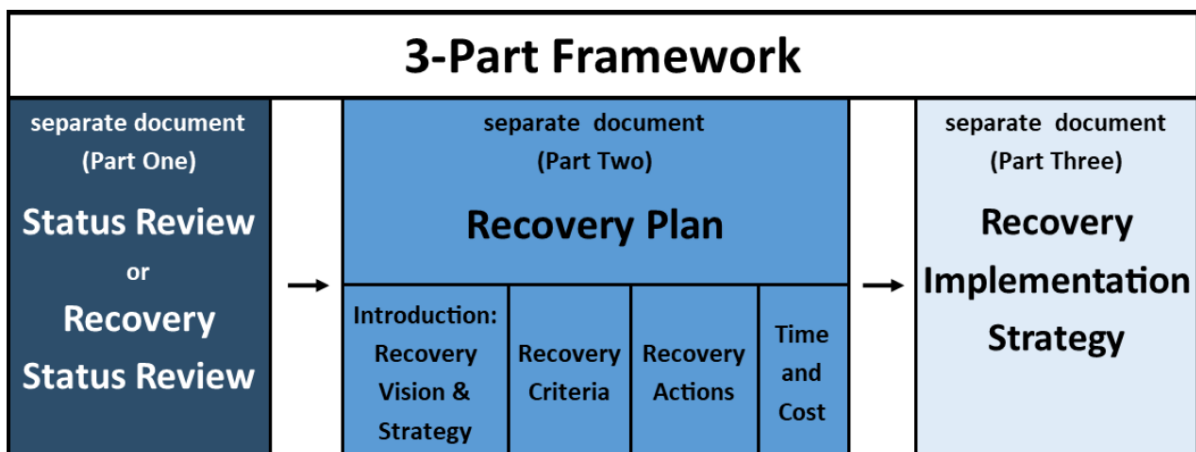 3-Part Framework
separate document
(Part One)
Status Review
or
Recovery
Status Review
separate document
(Part Two)
Recovery Plan
Introduction:
Recovery
Vision &
Strategy
Recovery
Criteria
Recovery
Actions
Time
and
Cost
separate document
(Part Three)
Recovery
Implementation
Strategy